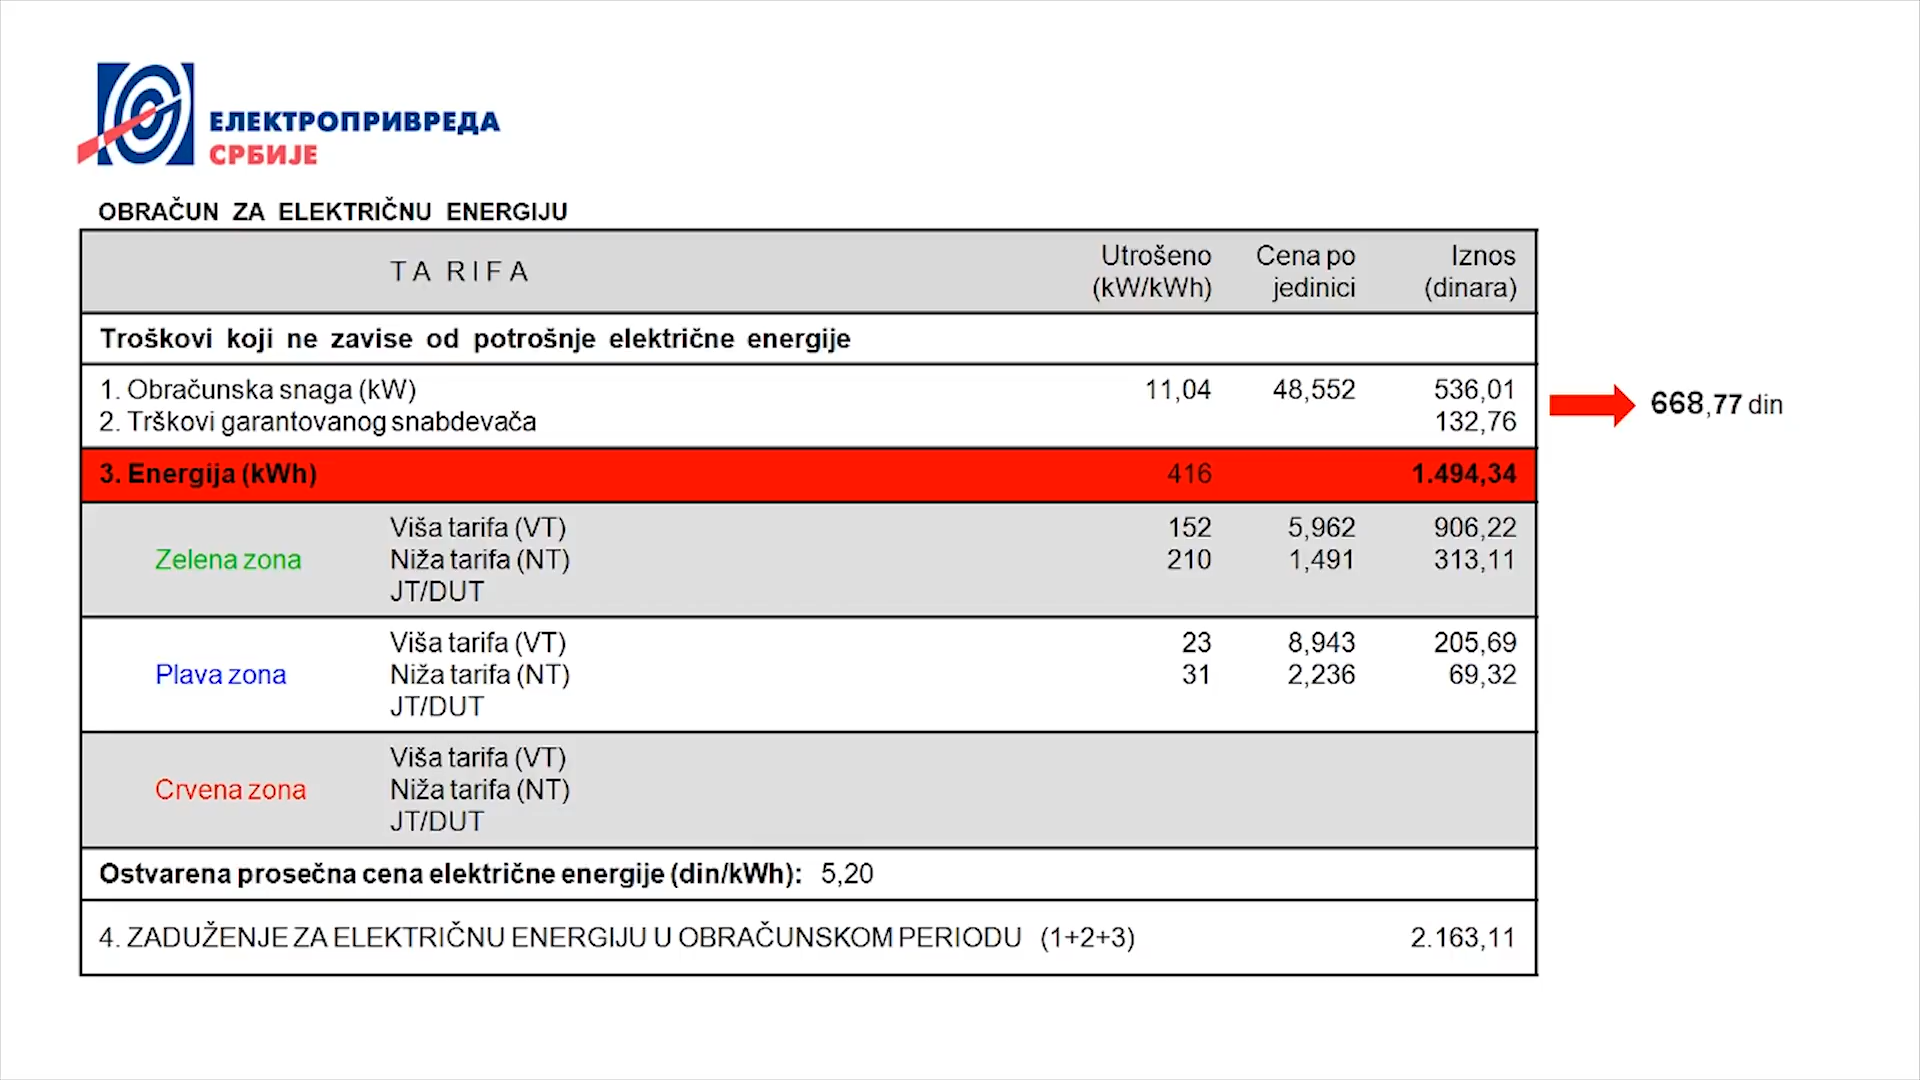 ЕЛЕКТРОПРИВРЕДА
СРБИЈЕ
OBRAČUN ZA ELEKTRIČNU ENERGIJU
TARIFA Utrošeno (kW/kWh) Cena po jedinici Iznos (dinara)
Troškovi koji ne zavise od potrošnje električne energije
1. Obračunska snaga (kW) 11,04 48,552 536,01
2. Trškovi garantovanog snabdevača 132,76
668,77 din
3. Energija (kWh) 416 1.494,34
Zelena zona
Viša tarifa (VT) 152 5,962 906,22
Niža tarifa (NT) 210 1,491 313,11
JT/DUT
Plava zona
Viša tarifa (VT) 23 8,943 205,69
Niža tarifa (NT) 31 2,236 69,32
JT/DUT
Crvena zona
Viša tarifa (VT)
Niža tarifa (NT)
JT/DUT
Ostvarena prosečna cena električne energije (din/kWh): 5,20
4. ZADUŽENJE ZA ELEKTRIČNU ENERGIJU U OBRAČUNSKOM PERIODU (1+2+3) 2.163,11